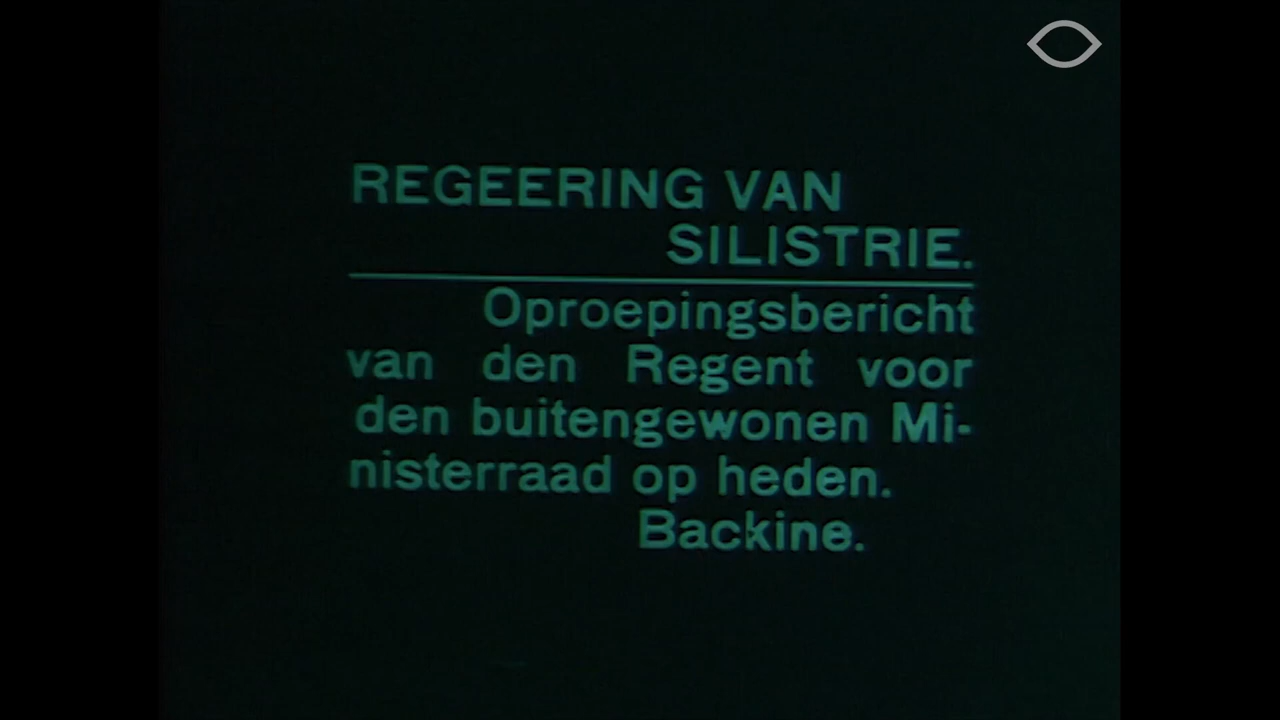 REGEERING VAN
SILISTRIE.
Oproepingsbericht
van den Regent voor
den buitengewonen Mi-
nisterraad op heden.
Backine.